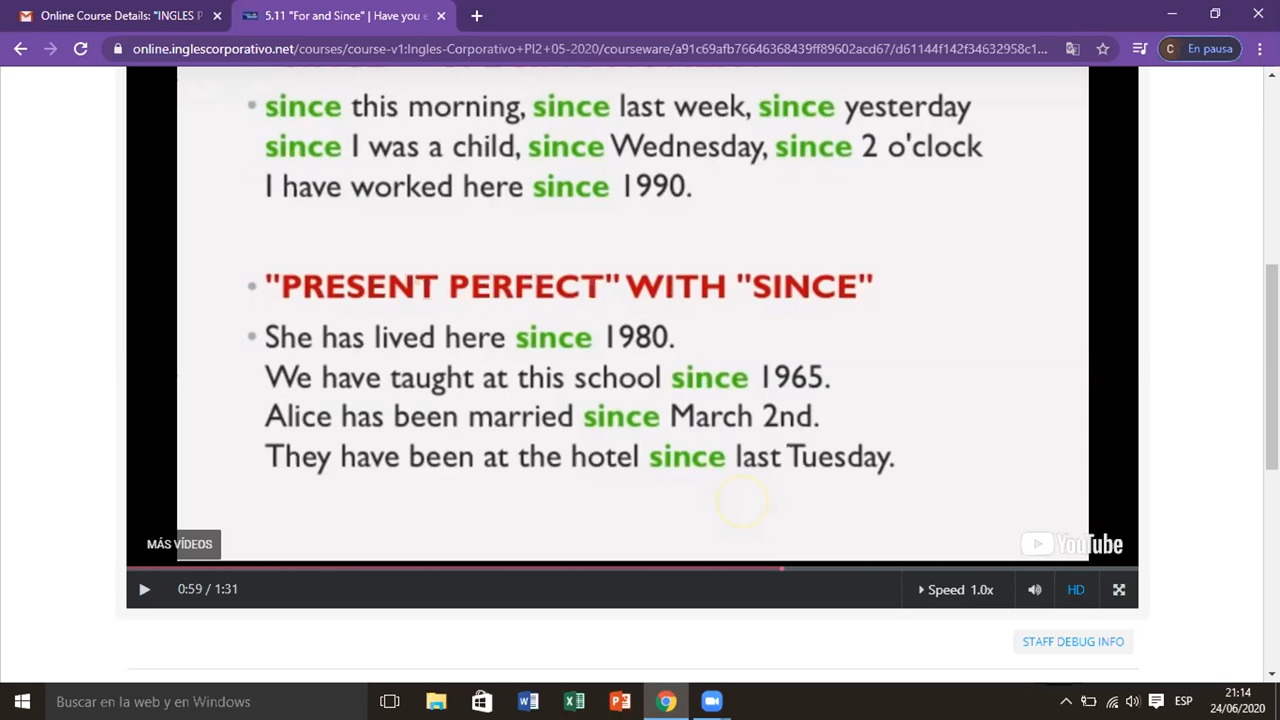 Online Course Details: "INGLES P
5.11 "For and Since" | Have you e
online.inglescorporativo.net/courses/course-v1:Ingles-Corporativo+PI2+05-2020/courseware/a91c69afb76646368439ff89602acd67/d61144f142f34632958c1...
C
En pausa
• since this morning, since last week, since yesterday
since I was a child, since Wednesday, since 2 o'clock
I have worked here since 1990.
• "PRESENT PERFECT" WITH "SINCE"
• She has lived here since 1980.
We have taught at this school since 1965.
Alice has been married since March 2nd.
They have been at the hotel since last Tuesday.
MÁS VÍDEOS
YouTube
0:59 / 1:31
Speed 1.0x
HD
STAFF DEBUG INFO
Buscar en la web y en Windows
ESP
21:14
24/06/2020